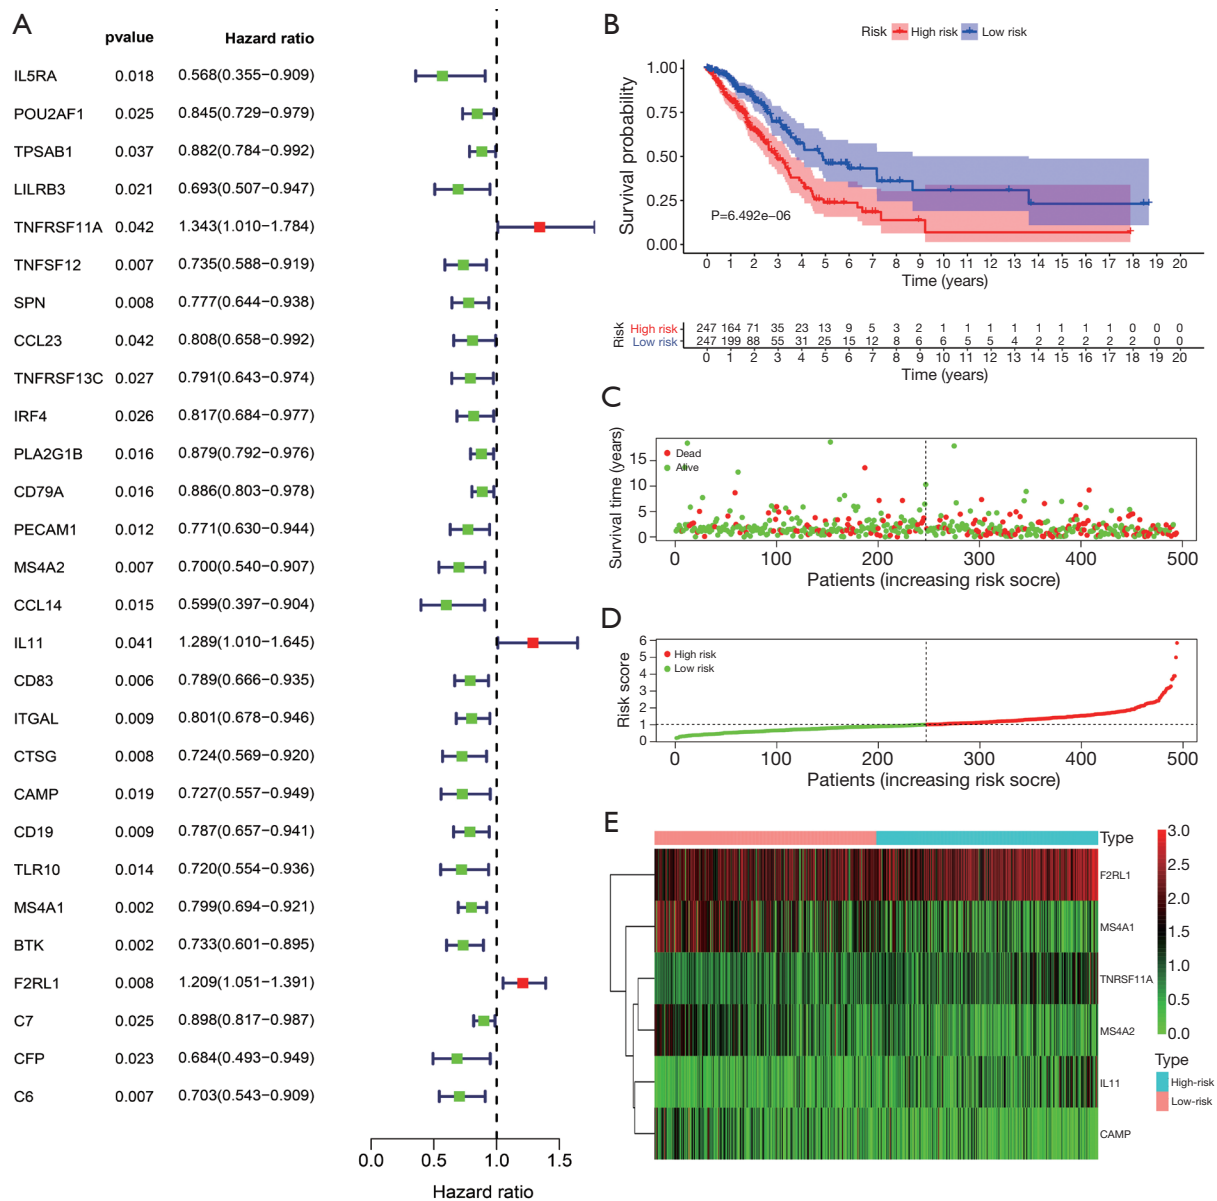 A
pvalue Hazard ratio
IL5RA 0.018 0.568(0.355−0.909)
POU2AF1 0.025 0.845(0.729−0.979)
TPSAB1 0.037 0.882(0.784−0.992)
LILRB3 0.021 0.693(0.507−0.947)
TNFRSF11A 0.042 1.343(1.010−1.784)
TNFSF12 0.007 0.735(0.588−0.919)
SPN 0.008 0.777(0.644−0.938)
CCL23 0.042 0.808(0.658−0.992)
TNFRSF13C 0.027 0.791(0.643−0.974)
IRF4 0.026 0.817(0.684−0.977)
PLA2G1B 0.016 0.879(0.792−0.976)
CD79A 0.016 0.886(0.803−0.978)
PECAM1 0.012 0.771(0.630−0.944)
MS4A2 0.007 0.700(0.540−0.907)
CCL14 0.015 0.599(0.397−0.904)
IL11 0.041 1.289(1.010−1.645)
CD83 0.006 0.789(0.666−0.935)
ITGAL 0.009 0.801(0.678−0.946)
CTSG 0.008 0.724(0.569−0.920)
CAMP 0.019 0.727(0.557−0.949)
CD19 0.009 0.787(0.657−0.941)
TLR10 0.014 0.720(0.554−0.936)
MS4A1 0.002 0.799(0.694−0.921)
BTK 0.002 0.733(0.601−0.895)
F2RL1 0.008 1.209(1.051−1.391)
C7 0.025 0.898(0.817−0.987)
CFP 0.023 0.684(0.493−0.949)
C6 0.007 0.703(0.543−0.909)
0.0 0.5 1.0 1.5
Hazard ratio
B
Risk High risk Low risk
Survival probability
1.00
0.75
0.50
0.25
0.00
P=6.492e−06
0 1 2 3 4 5 6 7 8 9 10 11 12 13 14 15 16 17 18 19 20
Time (years)
Risk
High risk 247 164 71 35 23 13 9 5 3 2 1 1 1 1 1 1 1 1 0 0 0
Low risk 247 199 88 55 31 25 15 12 8 6 6 5 5 4 2 2 2 2 2 0 0
0 1 2 3 4 5 6 7 8 9 10 11 12 13 14 15 16 17 18 19 20
Time (years)
C
Survival time (years)
15
10
5
0
Dead
Alive
0 100 200 300 400 500
Patients (increasing risk socre)
D
Risk score
6
5
4
3
2
1
0
High risk
Low risk
0 100 200 300 400 500
Patients (increasing risk socre)
E
Type
F2RL1
MS4A1
TNRSF11A
MS4A2
IL11
CAMP
3.0
2.5
2.0
1.5
1.0
0.5
0.0
Type
High-risk
Low-risk